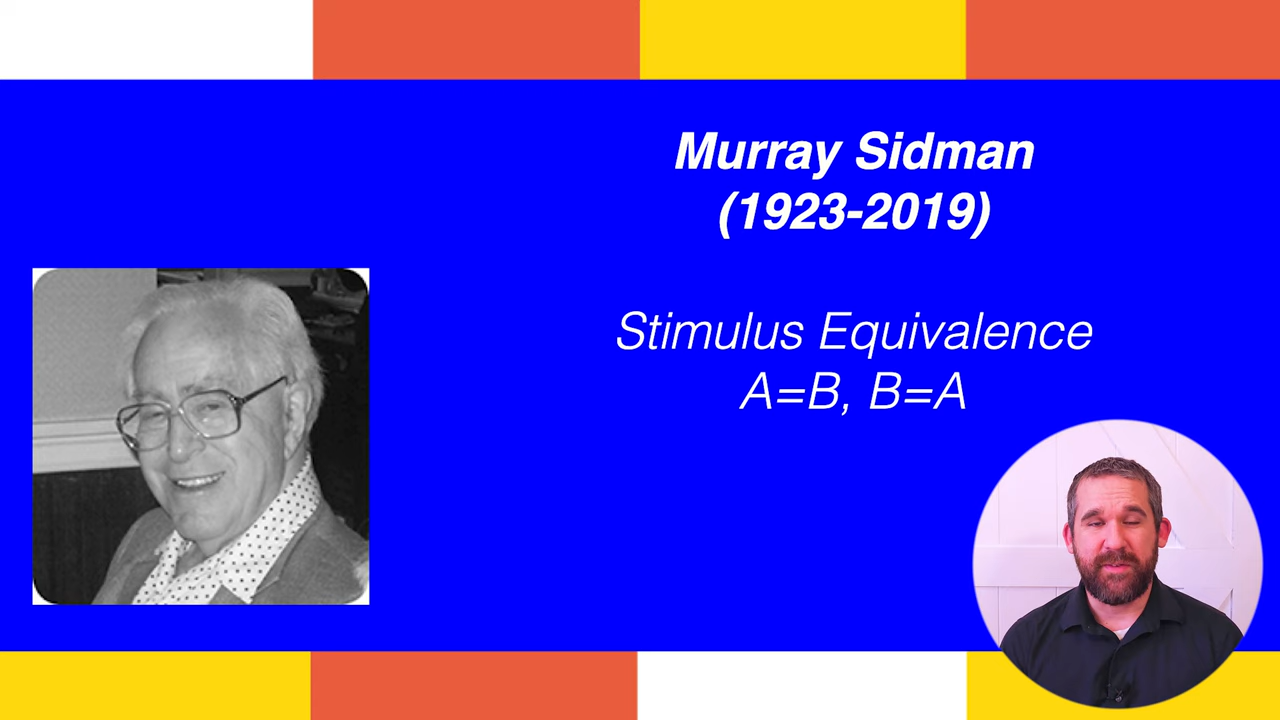 Murray Sidman
(1923-2019)
Stimulus Equivalence
A=B, B=A